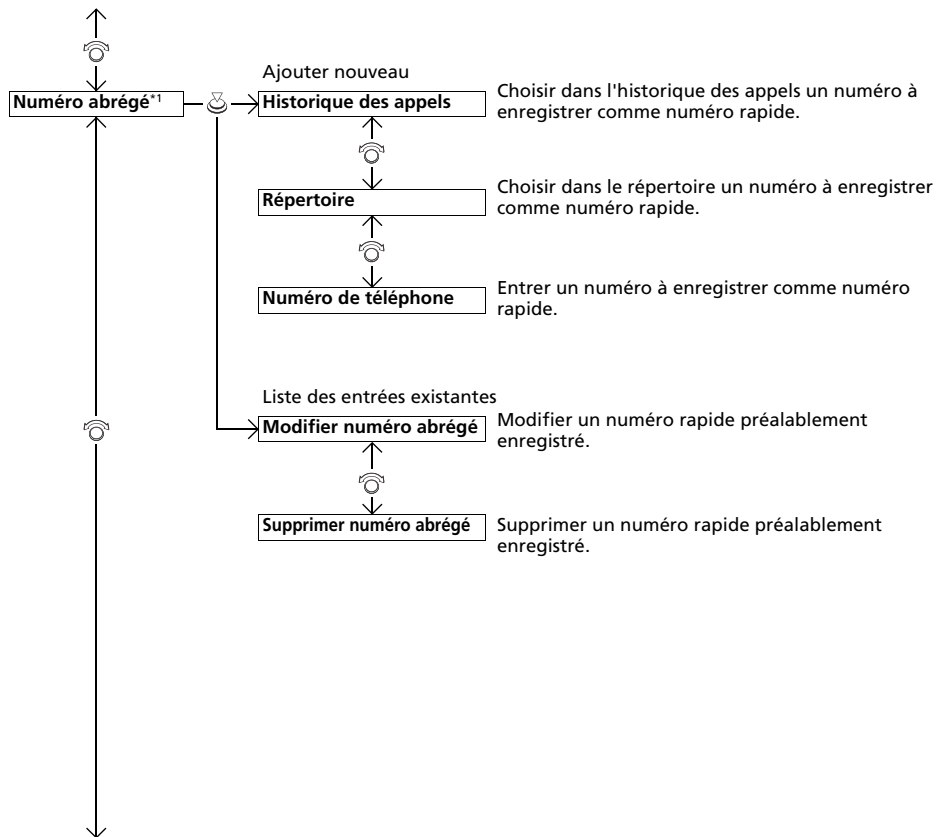 Ajouter nouveau
Numéro abrégé*1
Historique des appels
Choisir dans l'historique des appels un numéro à
enregistrer comme numéro rapide.
Répertoire
Choisir dans le répertoire un numéro à enregistrer
comme numéro rapide.
Numéro de téléphone
Entrer un numéro à enregistrer comme numéro
rapide.
Liste des entrées existantes
Modifier numéro abrégé
Modifier un numéro rapide préalablement
enregistré.
Supprimer numéro abrégé
Supprimer un numéro rapide préalablement
enregistré.